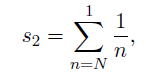 s_2 = \sum_{n=N}^{1} \frac{1}{n},